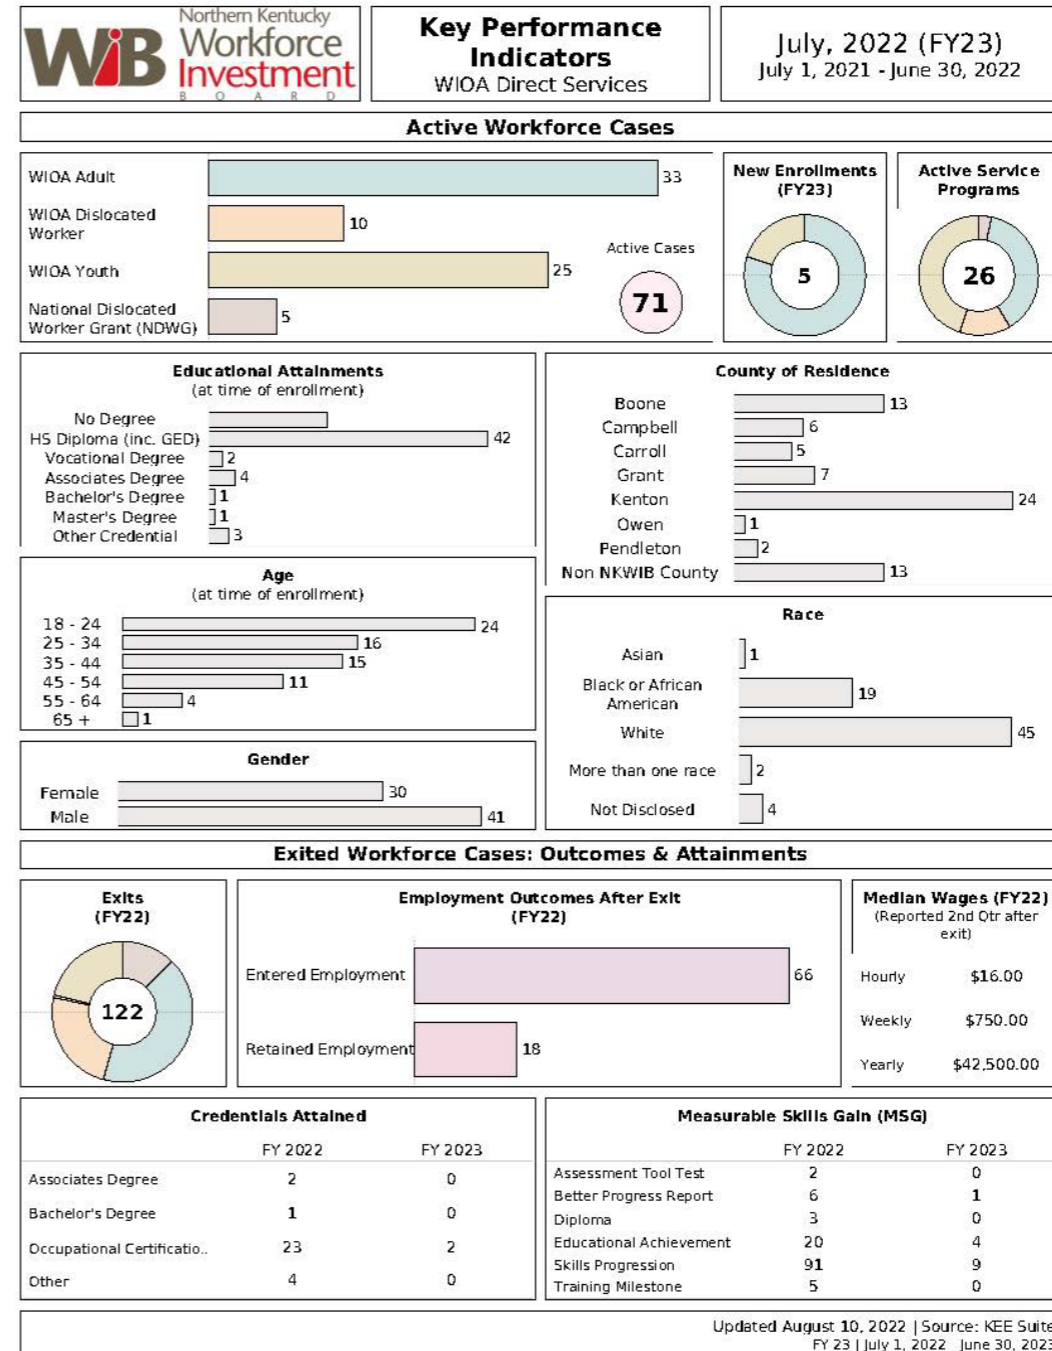 Northern Kentucky
WiB Workforce
Investment
BOARD
Key Performance
Indicators
WIOA Direct Services
July, 2022 (FY23)
July 1, 2021 - June 30, 2022
Active Workforce Cases
WIOA Adult 33
WIOA Dislocated
Worker 10
WIOA Youth 25
National Dislocated
Worker Grant (NDWG) 5
Active Cases
71
New Enrollments
(FY23)
5
Active Service
Programs
26
Educational Attainments
(at time of enrollment)
No Degree
HS Diploma (inc. GED) 42
Vocational Degree 2
Associates Degree 4
Bachelor's Degree 1
Master's Degree 1
Other Credential 3
County of Residence
Boone 13
Campbell 6
Carroll 5
Grant 7
Kenton 24
Owen 1
Pendleton 2
Non NKWIB County 13
Age
(at time of enrollment)
18 - 24 24
25 - 34 16
35 - 44 15
45 - 54 11
55 - 64 4
65 + 1
Race
Asian 1
Black or African
American 19
White 45
More than one race 2
Not Disclosed 4
Gender
Female 30
Male 41
Exited Workforce Cases: Outcomes & Attainments
Exits
(FY22)
122
Employment Outcomes After Exit
(FY22)
Entered Employment 66
Retained Employment 18
Median Wages (FY22)
(Reported 2nd Qtr after
exit)
Hourly $16.00
Weekly $750.00
Yearly $42,500.00
Credentials Attained
FY 2022 FY 2023
Associates Degree 2 0
Bachelor's Degree 1 0
Occupational Certificatio.. 23 2
Other 4 0
Measurable Skills Gain (MSG)
FY 2022 FY 2023
Assessment Tool Test 2 0
Better Progress Report 6 1
Diploma 3 0
Educational Achievement 20 4
Skills Progression 91 9
Training Milestone 5 0
Updated August 10, 2022 | Source: KEE Suite
FY 23 | July 1, 2022 June 30, 2023